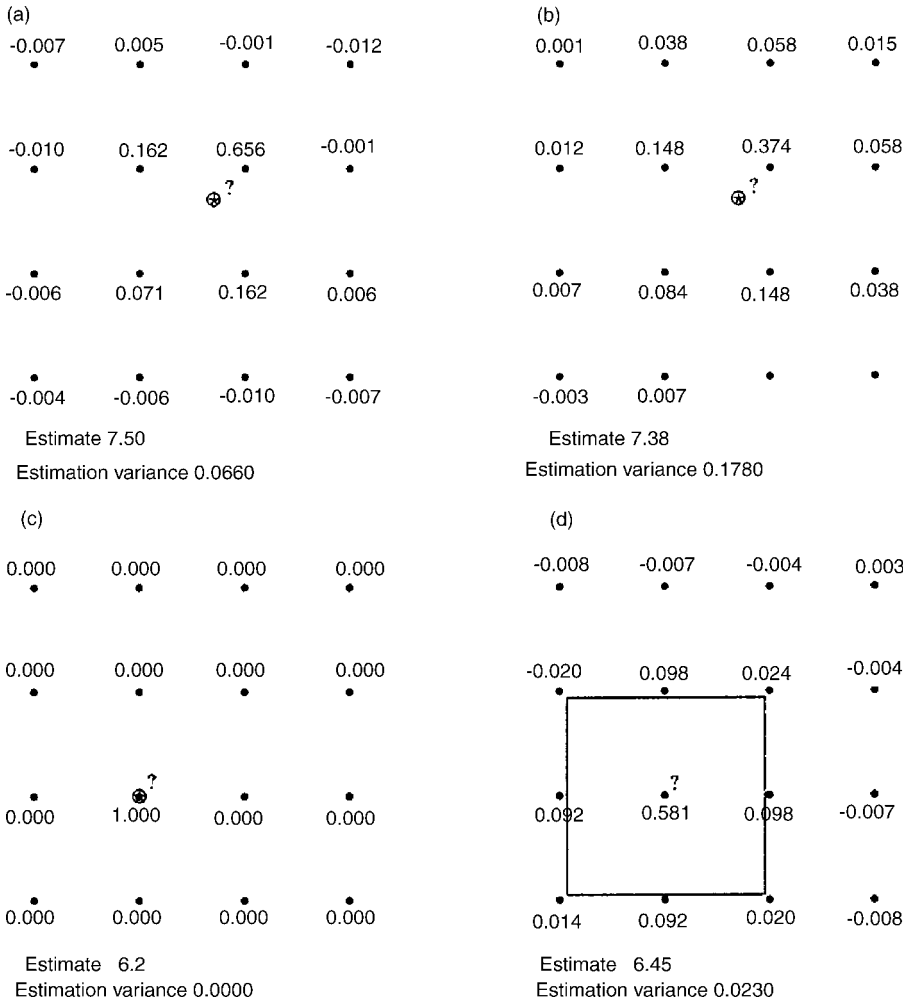 (a)
-0.007 0.005 -0.001 -0.012
-0.010 0.162 0.656 -0.001
?
-0.006 0.071 0.162 0.006
-0.004 -0.006 -0.010 -0.007
Estimate 7.50
Estimation variance 0.0660
(b)
0.001 0.038 0.058 0.015
0.012 0.148 0.374 0.058
?
0.007 0.084 0.148 0.038
-0.003 0.007
Estimate 7.38
Estimation variance 0.1780
(c)
0.000 0.000 0.000 0.000
0.000 0.000 0.000 0.000
?
0.000 1.000 0.000 0.000
0.000 0.000 0.000 0.000
Estimate 6.2
Estimation variance 0.0000
(d)
-0.008 -0.007 -0.004 0.003
-0.020 0.098 0.024 -0.004
?
0.092 0.581 0.098 -0.007
0.014 0.092 0.020 -0.008
Estimate 6.45
Estimation variance 0.0230